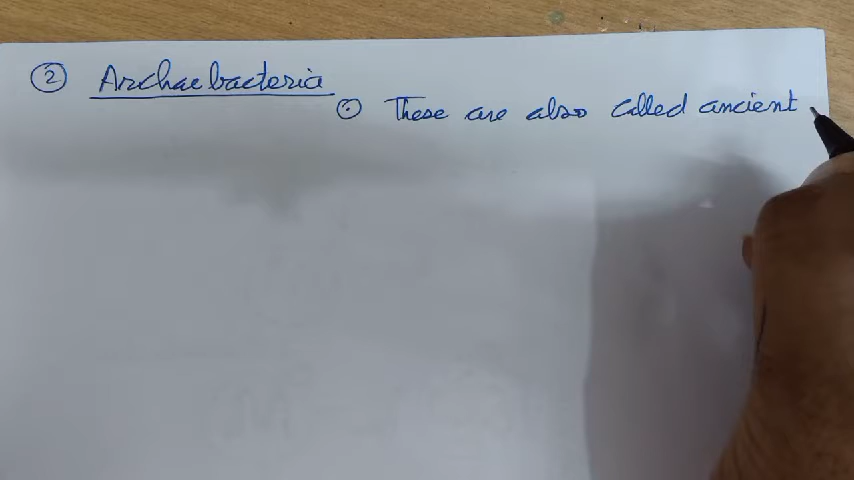 ② Archaebacteria
⊙ These are also called ancient